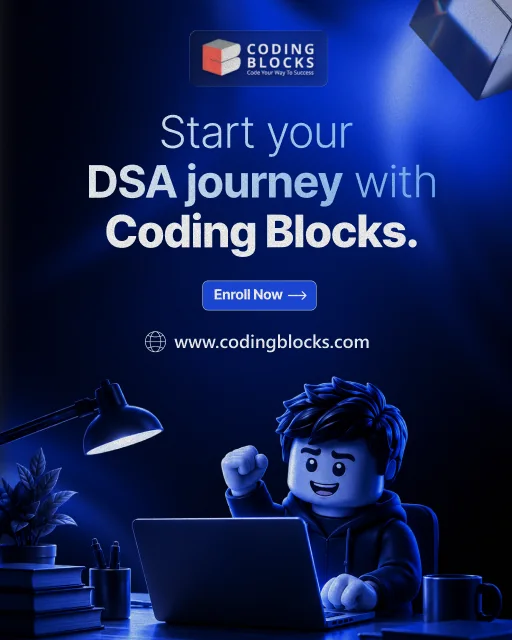 CODING
BLOCKS
Code Your Way To Success
Start your
DSA journey with
Coding Blocks.
Enroll Now →
www.codingblocks.com